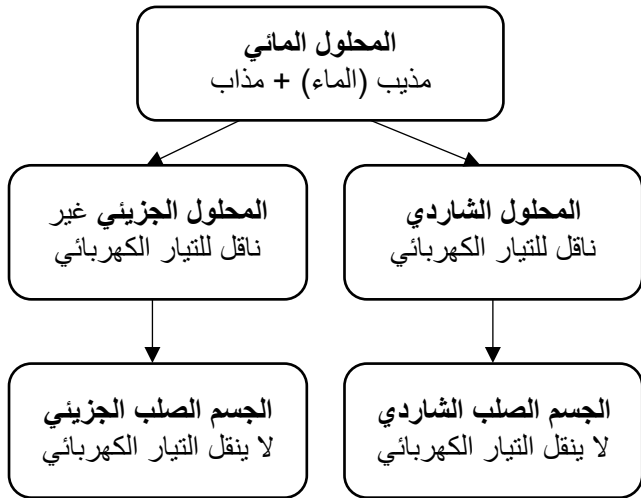 المحلول المائي
مذيب (الماء) + مذاب
المحلول الشاردي
ناقل للتيار الكهربائي
المحلول الجزيئي غير
ناقل للتيار الكهربائي
الجسم الصلب الشاردي
لا ينقل التيار الكهربائي
الجسم الصلب الجزيئي
لا ينقل التيار الكهربائي